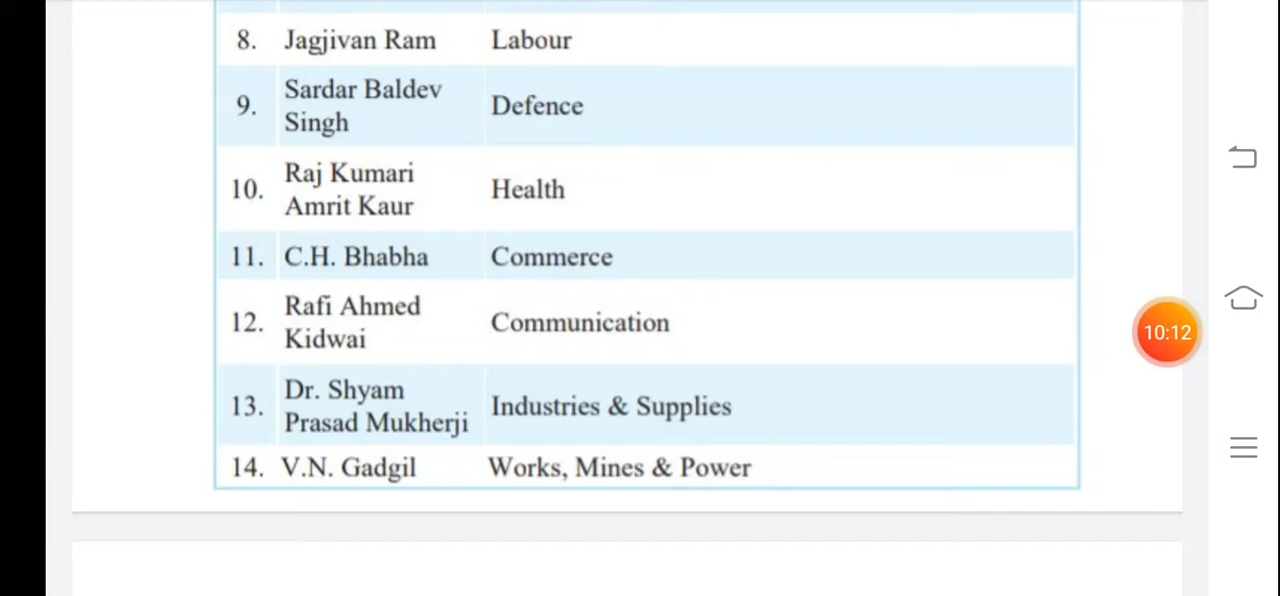 8. Jagjivan Ram Labour
9. Sardar Baldev Singh Defence
10. Raj Kumari Amrit Kaur Health
11. C.H. Bhabha Commerce
12. Rafi Ahmed Kidwai Communication
13. Dr. Shyam Prasad Mukherji Industries & Supplies
14. V.N. Gadgil Works, Mines & Power
10:12